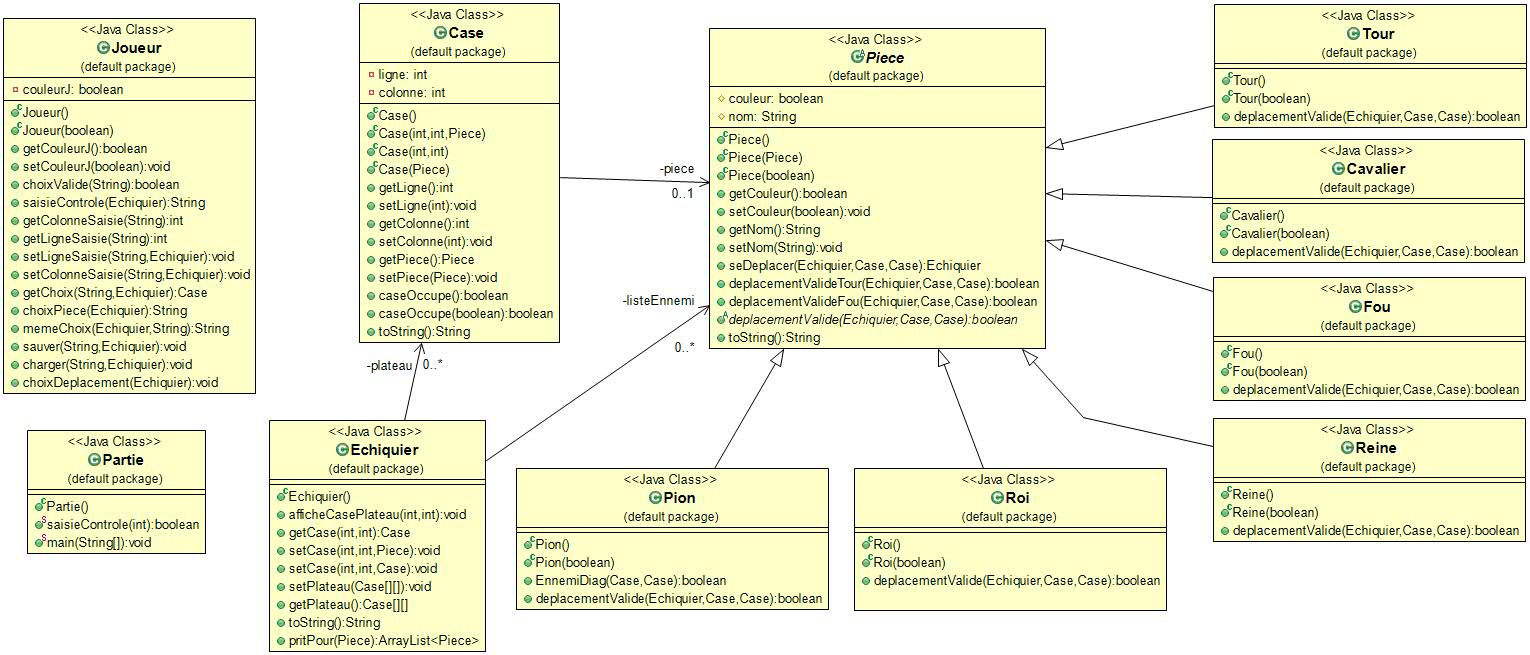 <<Java Class>>
Joueur
(default package)
couleurJ: boolean
Joueur()
Joueur(boolean)
getCouleurJ():boolean
setCouleurJ(boolean):void
choixValide(String):boolean
saisieControle(Echiquier):String
getColonneSaisie(String):int
getLigneSaisie(String):int
setLigneSaisie(String,Echiquier):void
setColonneSaisie(String,Echiquier):void
getChoix(String,Echiquier):Case
choixPiece(Echiquier):String
memeChoix(Echiquier,String):String
sauver(String,Echiquier):void
charger(String,Echiquier):void
choixDeplacement(Echiquier):void
<<Java Class>>
Partie
(default package)
Partie()
saisieControle(int):boolean
main(String[]):void
<<Java Class>>
Case
(default package)
ligne: int
colonne: int
Case()
Case(int,int,Piece)
Case(int,int)
Case(Piece)
getLigne():int
setLigne(int):void
getColonne():int
setColonne(int):void
getPiece():Piece
setPiece(Piece):void
caseOccupe():boolean
caseOccupe(boolean):boolean
toString():String
-plateau 0..*
<<Java Class>>
Echiquier
(default package)
Echiquier()
afficheCasePlateau(int,int):void
getCase(int,int):Case
setCase(int,int,Piece):void
setCase(int,int,Case):void
setPlateau(Case[][]):void
getPlateau():Case[][]
toString():String
pritPour(Piece):ArrayList<Piece>
-piece
0..1
-listeEnnemi
0..*
<<Java Class>>
Piece
(default package)
couleur: boolean
nom: String
Piece()
Piece(Piece)
Piece(boolean)
getCouleur():boolean
setCouleur(boolean):void
getNom():String
setNom(String):void
seDeplacer(Echiquier,Case,Case):Echiquier
deplacementValideTour(Echiquier,Case,Case):boolean
deplacementValideFou(Echiquier,Case,Case):boolean
deplacementValide(Echiquier,Case,Case):boolean
toString():String
<<Java Class>>
Pion
(default package)
Pion()
Pion(boolean)
EnnemiDiag(Case,Case):boolean
deplacementValide(Echiquier,Case,Case):boolean
<<Java Class>>
Roi
(default package)
Roi()
Roi(boolean)
deplacementValide(Echiquier,Case,Case):boolean
<<Java Class>>
Tour
(default package)
Tour()
Tour(boolean)
deplacementValide(Echiquier,Case,Case):boolean
<<Java Class>>
Cavalier
(default package)
Cavalier()
Cavalier(boolean)
deplacementValide(Echiquier,Case,Case):boolean
<<Java Class>>
Fou
(default package)
Fou()
Fou(boolean)
deplacementValide(Echiquier,Case,Case):boolean
<<Java Class>>
Reine
(default package)
Reine()
Reine(boolean)
deplacementValide(Echiquier,Case,Case):boolean